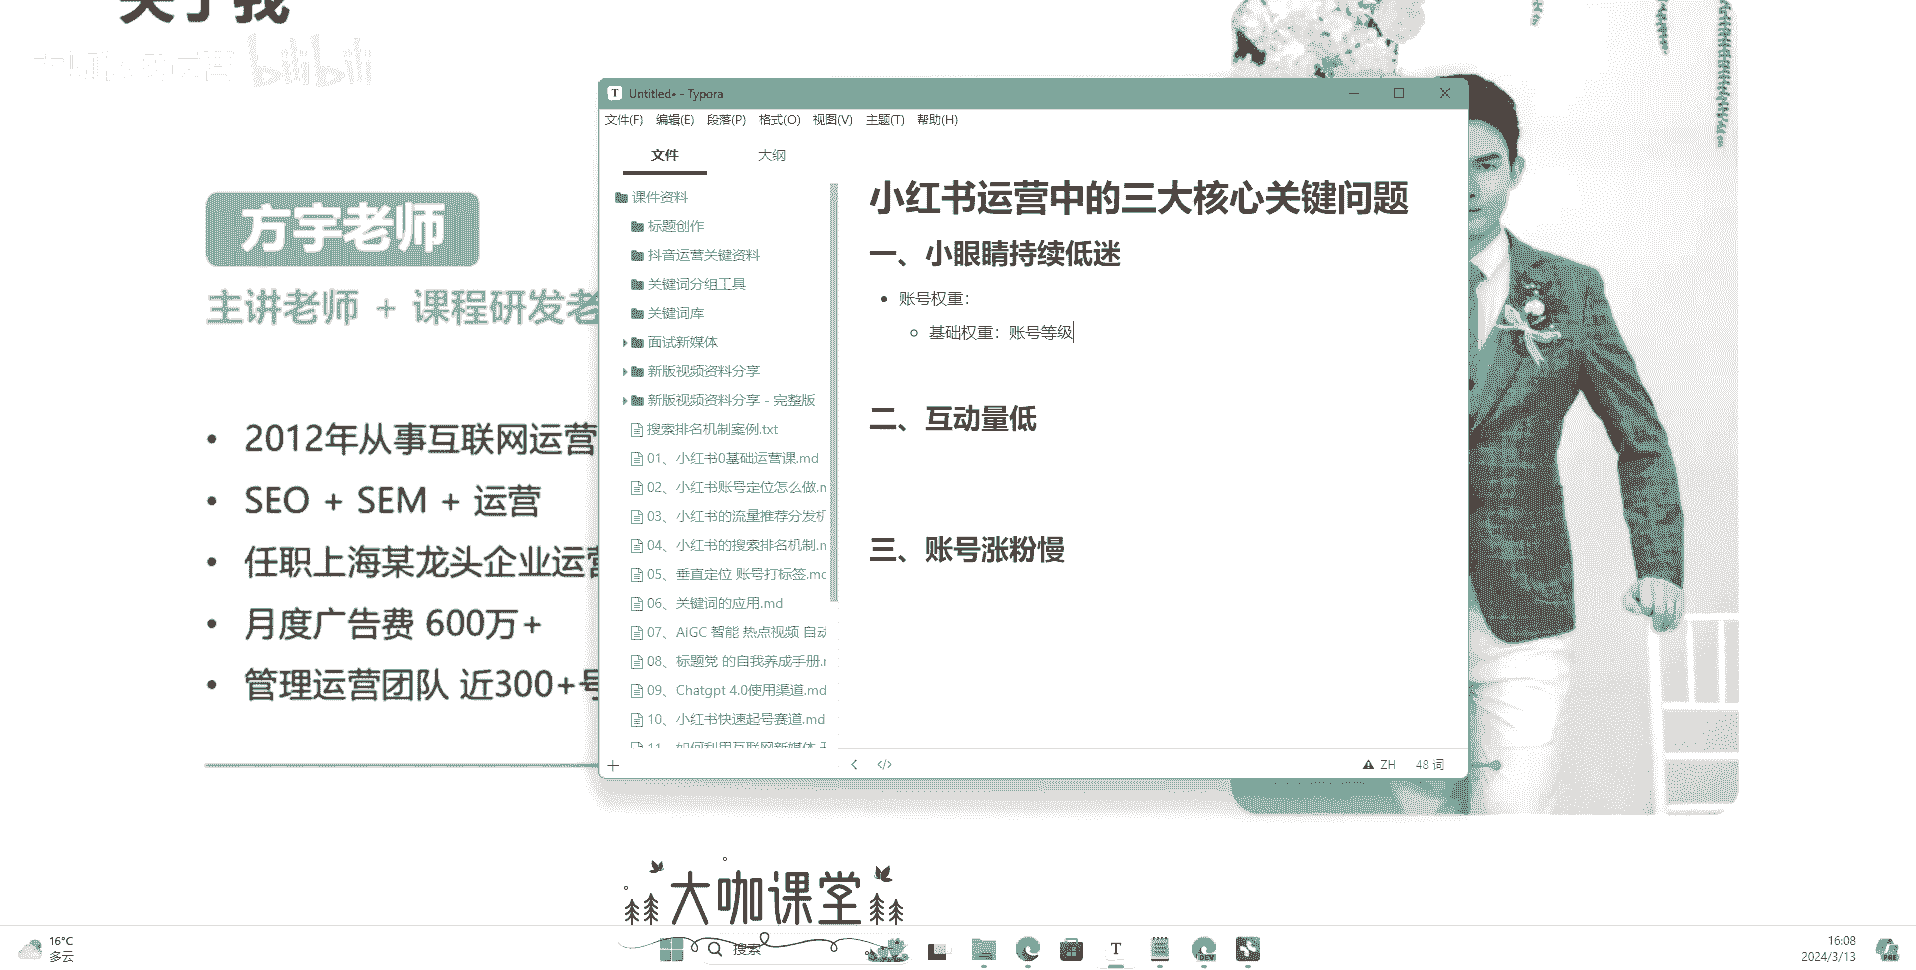 关于我
bilibili
方宇老师
主讲老师 + 课程研发老
2012年从事互联网运营
SEO + SEM + 运营
任职上海某龙头企业运营
月度广告费 600万+
管理运营团队 近300+号
Untitled• - Typora
文件(F) 编辑(E) 段落(P) 格式(O) 视图(V) 主题(T) 帮助(H)
文件 大纲
课件资料
标题创作
抖音运营关键资料
关键词分组工具
关键词库
面试新媒体
新版视频资料分享
新版视频资料分享 - 完整版
搜索排名机制案例.txt
01、小红书0基础运营课.md
02、小红书账号定位怎么做.m
03、小红书的流量推荐分发机
04、小红书的搜索排名机制.m
05、垂直定位 账号打标签.md
06、关键词的应用.md
07、AIGC 智能 热点视频 自动
08、标题党 的自我养成手册.m
09、Chatgpt 4.0使用渠道.md
10、小红书快速起号赛道.md
11、如何利用互联网新媒体
小红书运营中的三大核心关键问题
一、小眼睛持续低迷
账号权重：
基础权重：账号等级
二、互动量低
三、账号涨粉慢
ZH 48 词
大咖课堂
16°C
多云
搜索
T
DEV
16:08
2024/3/13
PRE